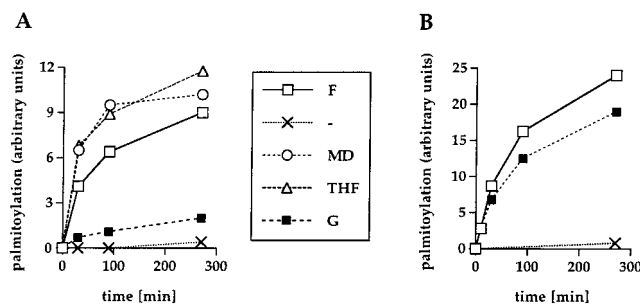 A
palmitoylation (arbitrary units)
12
9
6
3
0
0 100 200 300
time [min]
F
-
MD
THF
G
B
palmitoylation (arbitrary units)
25
20
15
10
5
0
0 100 200 300
time [min]